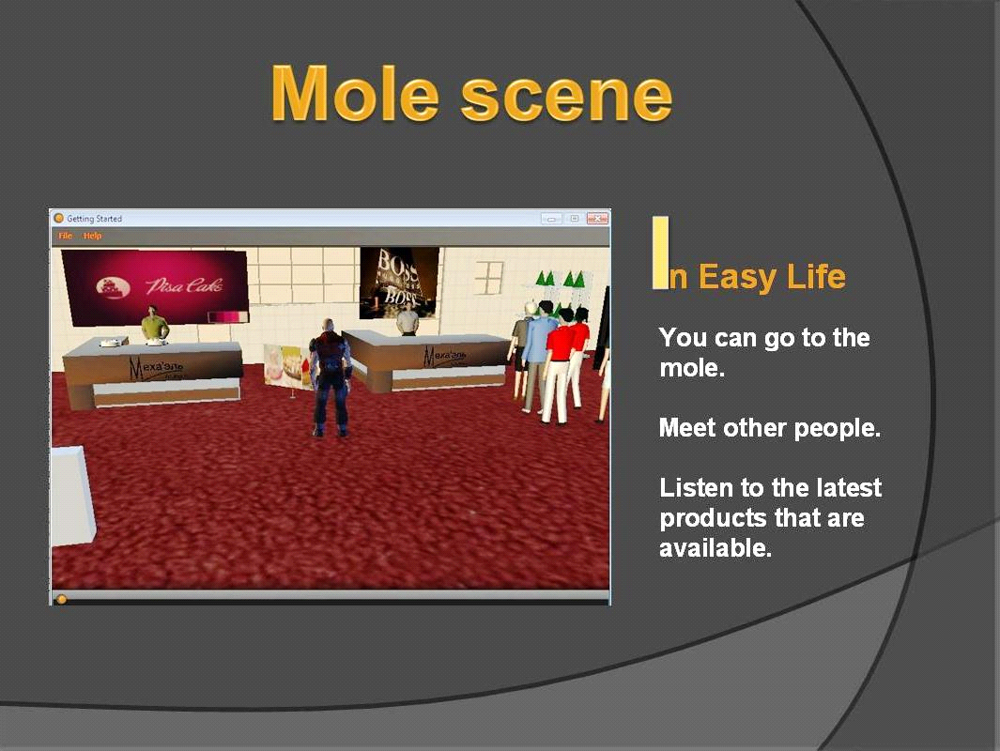 Mole scene
Getting Started
File Help
Pisa Cake
BOSS
BOSS
Меха'эль
Меха'эль
In Easy Life
You can go to the
mole.
Meet other people.
Listen to the latest
products that are
available.